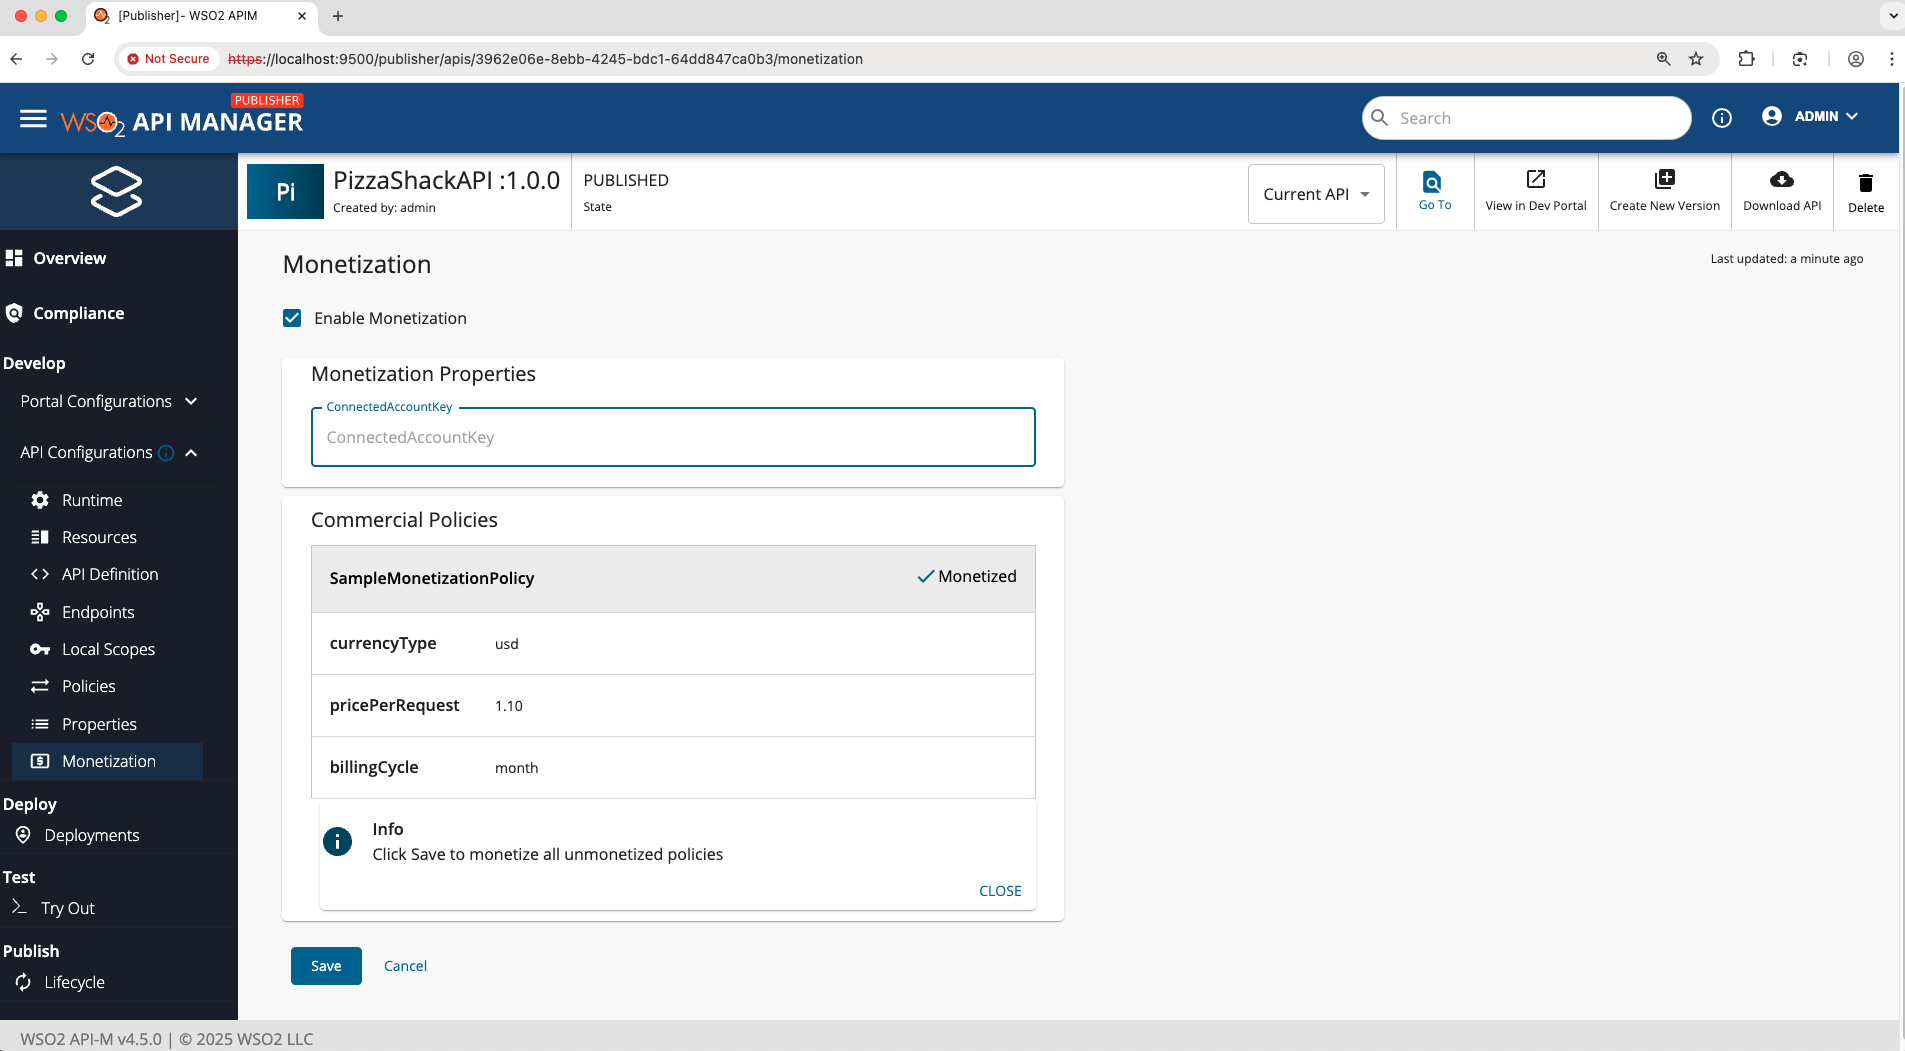 [Publisher]- WSO2 APIM
Not Secure https://localhost:9500/publisher/apis/3962e06e-8ebb-4245-bdc1-64dd847ca0b3/monetization
PUBLISHER
WSO2 API MANAGER
Search
ADMIN
Pi
PizzaShackAPI :1.0.0
Created by: admin
PUBLISHED
State
Current API
Go To
View in Dev Portal
Create New Version
Download API
Delete
Overview
Compliance
Develop
Portal Configurations
API Configurations
Runtime
Resources
API Definition
Endpoints
Local Scopes
Policies
Properties
Monetization
Deploy
Deployments
Test
Try Out
Publish
Lifecycle
Monetization
Last updated: a minute ago
Enable Monetization
Monetization Properties
ConnectedAccountKey
ConnectedAccountKey
Commercial Policies
SampleMonetizationPolicy Monetized
currencyType usd
pricePerRequest 1.10
billingCycle month
Info
Click Save to monetize all unmonetized policies
CLOSE
Save Cancel
WSO2 API-M v4.5.0 | © 2025 WSO2 LLC